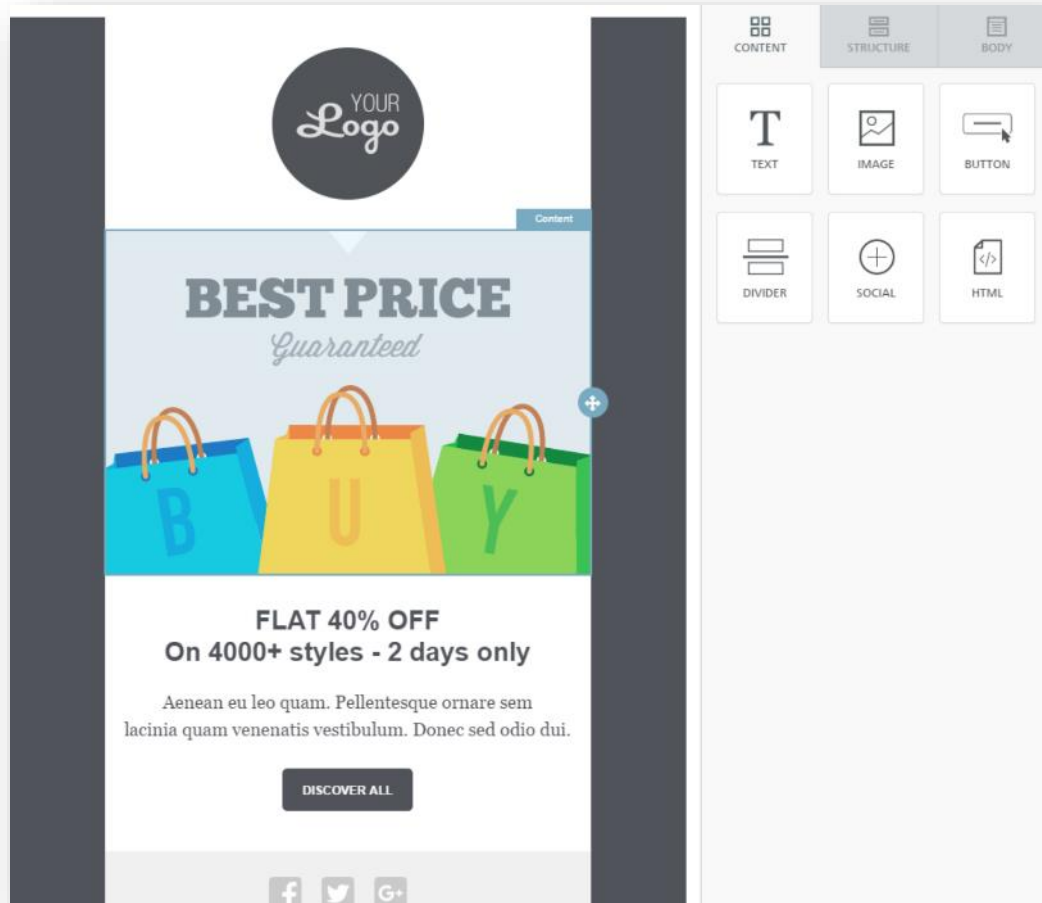 YOUR
Logo
Content
BEST PRICE
Guaranteed
B U Y
FLAT 40% OFF
On 4000+ styles - 2 days only
Aenean eu leo quam. Pellentesque ornare sem
lacinia quam venenatis vestibulum. Donec sed odio dui.
DISCOVER ALL
f G+
CONTENT STRUCTURE BODY
T
TEXT IMAGE BUTTON
</>
DIVIDER SOCIAL HTML